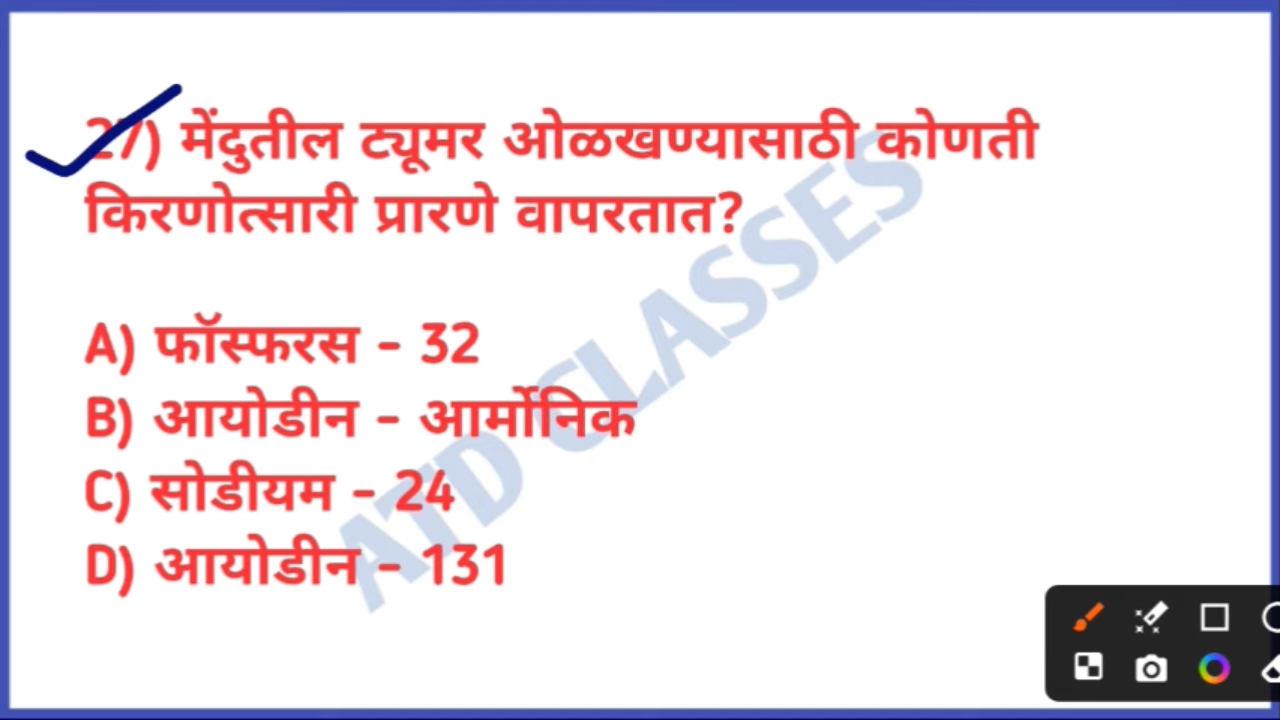 27) मेंदुतील ट्यूमर ओळखण्यासाठी कोणती
किरणोत्सारी प्रारणे वापरतात?
A) फॉस्फरस - 32
B) आयोडीन - आर्मोनिक
C) सोडीयम - 24
D) आयोडीन - 131
ATD CLASSES